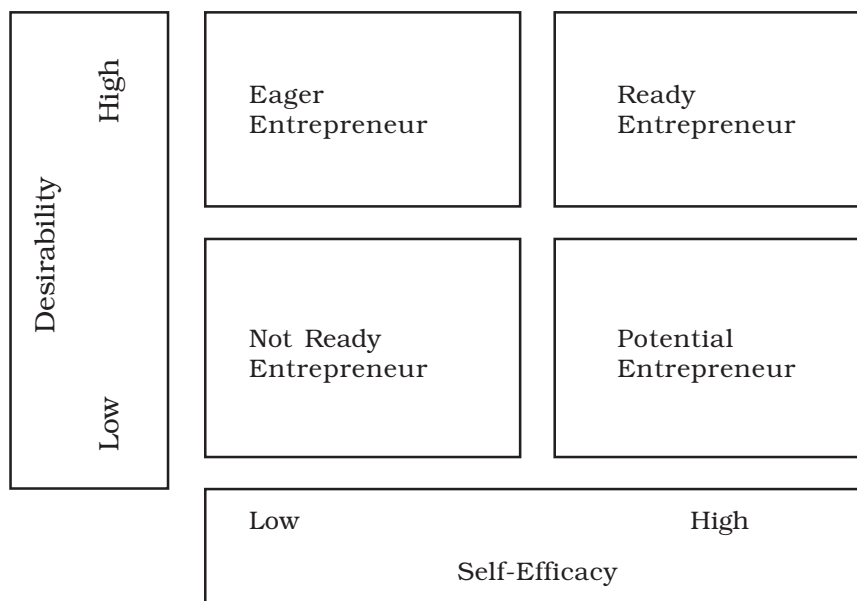 High
Desirability
Low
Eager
Entrepreneur
Ready
Entrepreneur
Not Ready
Entrepreneur
Potential
Entrepreneur
Low
High
Self-Efficacy